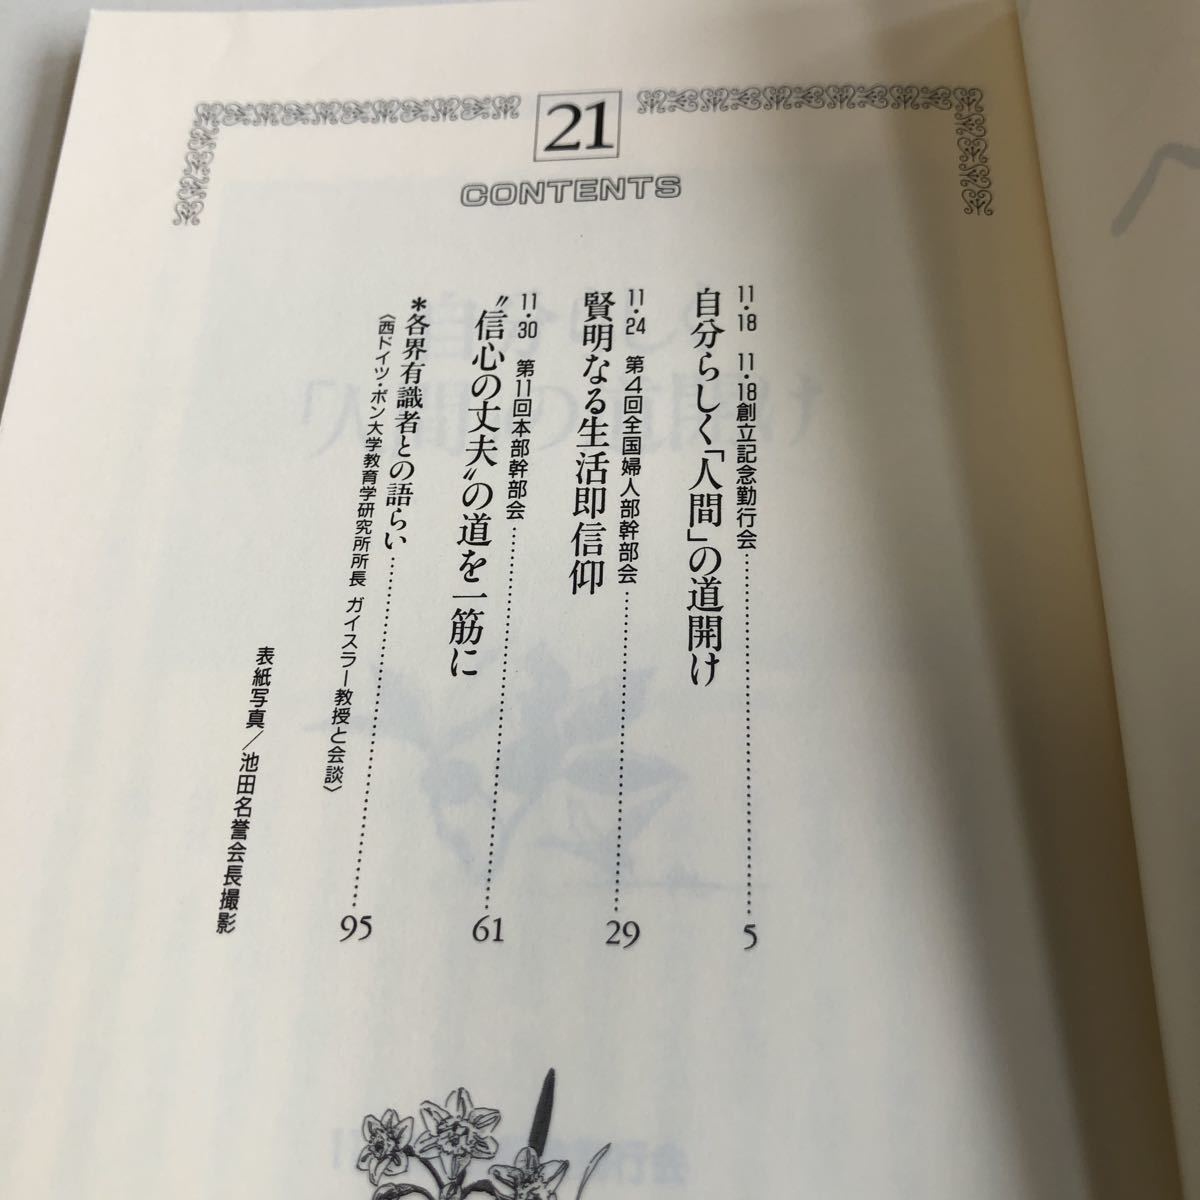 21
CONTENTS
11・18　11・18創立記念勤行会……5
自分らしく「人間」の道開け
11・24　第4回全国婦人部幹部会……29
賢明なる生活即信仰
11・30　第11回本部幹部会……61
〝信心の丈夫〟の道を一筋に
＊各界有識者との語らい……95
〈西ドイツ・ボン大学教育学研究所所長　ガイスラー教授と会談〉
表紙写真／池田名誉会長撮影